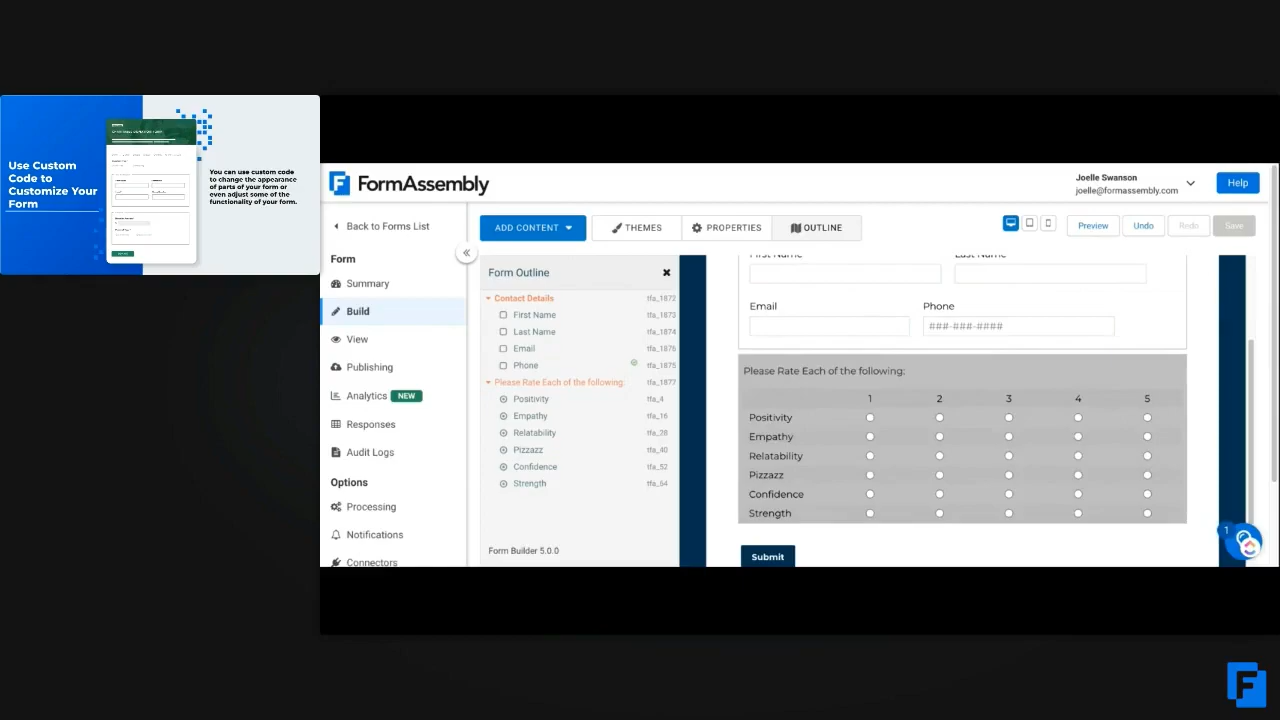 Use Custom
Code to
Customize Your
Form
You can use custom code
to change the appearance
of parts of your form or
even adjust some of the
functionality of your form.
FormAssembly
Joelle Swanson
joelle@formassembly.com
Help
Back to Forms List
ADD CONTENT
THEMES
PROPERTIES
OUTLINE
Preview
Undo
Redo
Save
Form
Summary
Build
View
Publishing
Analytics NEW
Responses
Audit Logs
Options
Processing
Notifications
Connectors
Form Outline
Contact Details tfa_1872
First Name tfa_1873
Last Name tfa_1874
Email tfa_1876
Phone tfa_1875
Please Rate Each of the following: tfa_1877
Positivity tfa_4
Empathy tfa_16
Relatability tfa_28
Pizzazz tfa_40
Confidence tfa_52
Strength tfa_64
Form Builder 5.0.0
First Name
Last Name
Email
Phone
###-###-####
Please Rate Each of the following:
1 2 3 4 5
Positivity
Empathy
Relatability
Pizzazz
Confidence
Strength
Submit
1